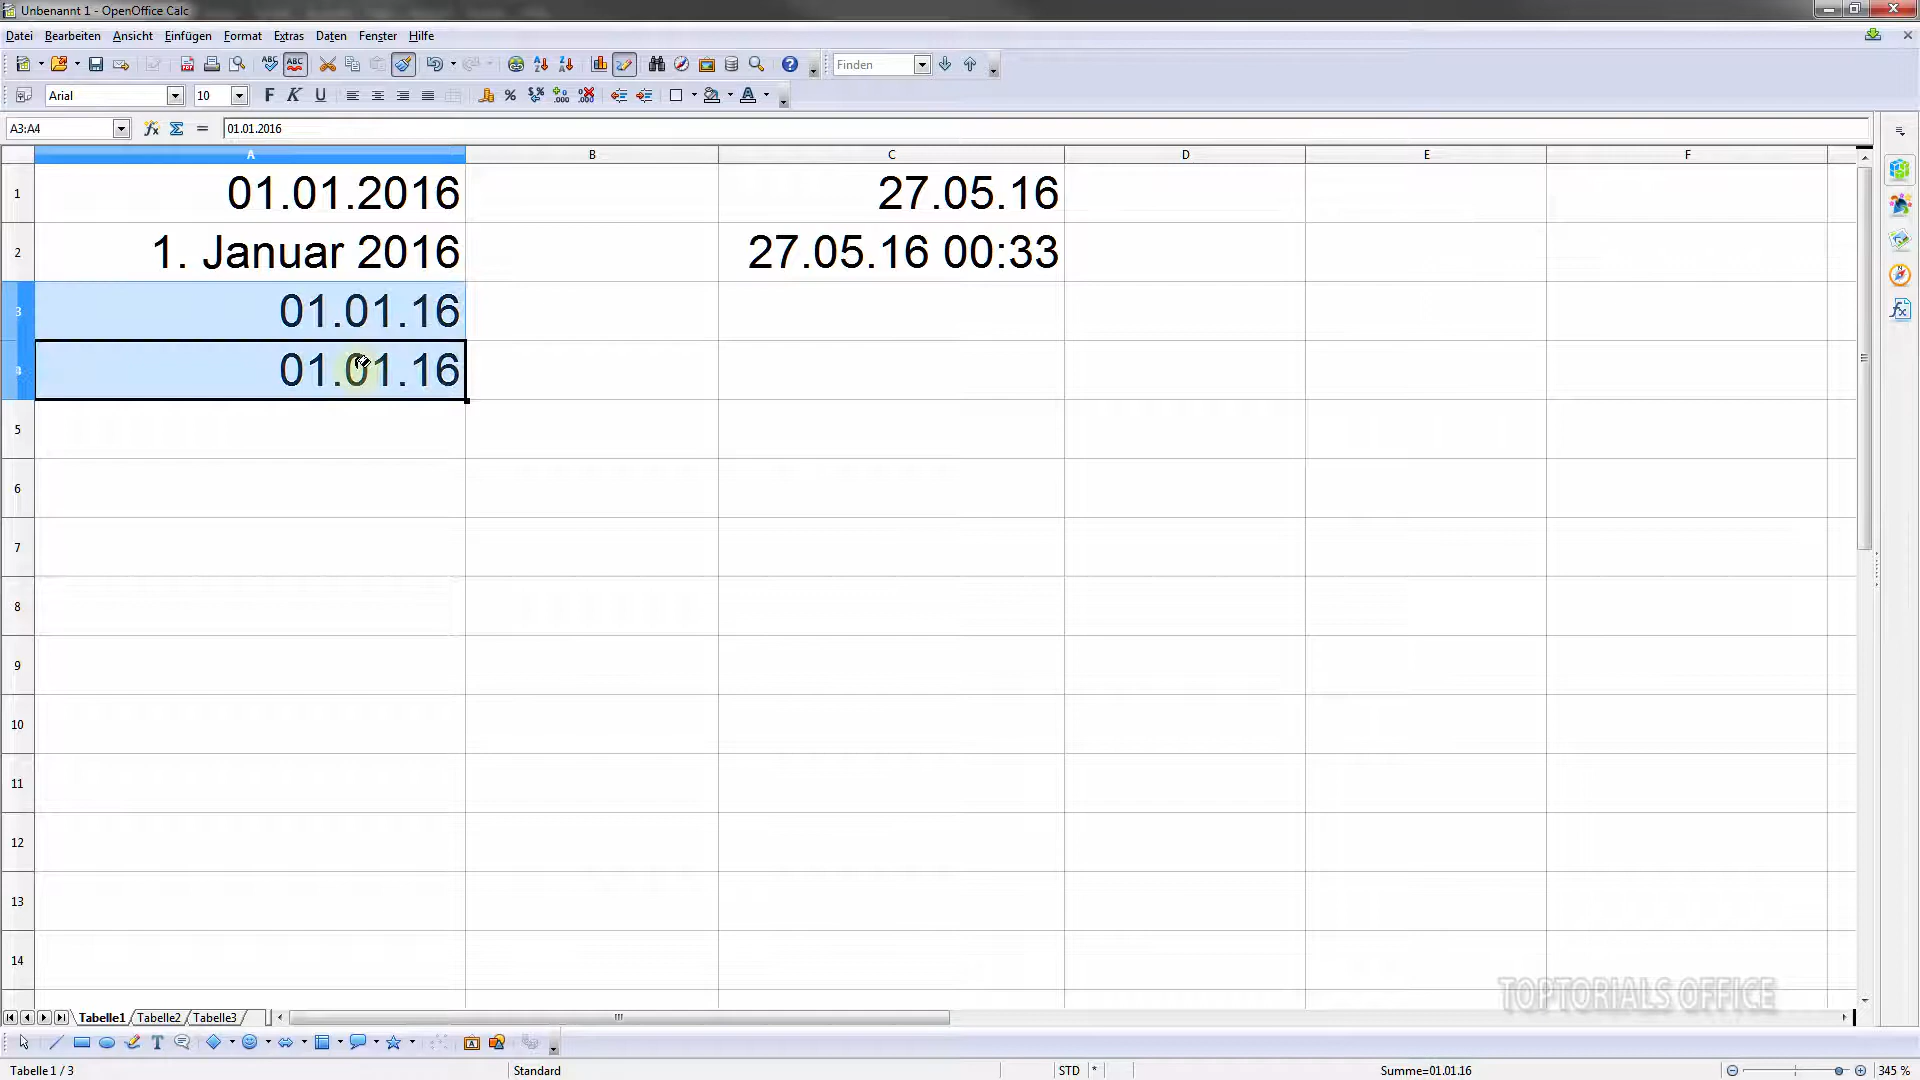 Unbenannt 1 - OpenOffice Calc
Datei Bearbeiten Ansicht Einfügen Format Extras Daten Fenster Hilfe
Finden
Arial 10 F K U
A3:A4 01.01.2016
A B C D E F
1 01.01.2016 27.05.16
2 1. Januar 2016 27.05.16 00:33
3 01.01.16
4 01.01.16
5
6
7
8
9
10
11
12
13
14
TOPTORIALS OFFICE
Tabelle1 Tabelle2 Tabelle3
Tabelle 1 / 3 Standard STD * Summe=01.01.16 345 %